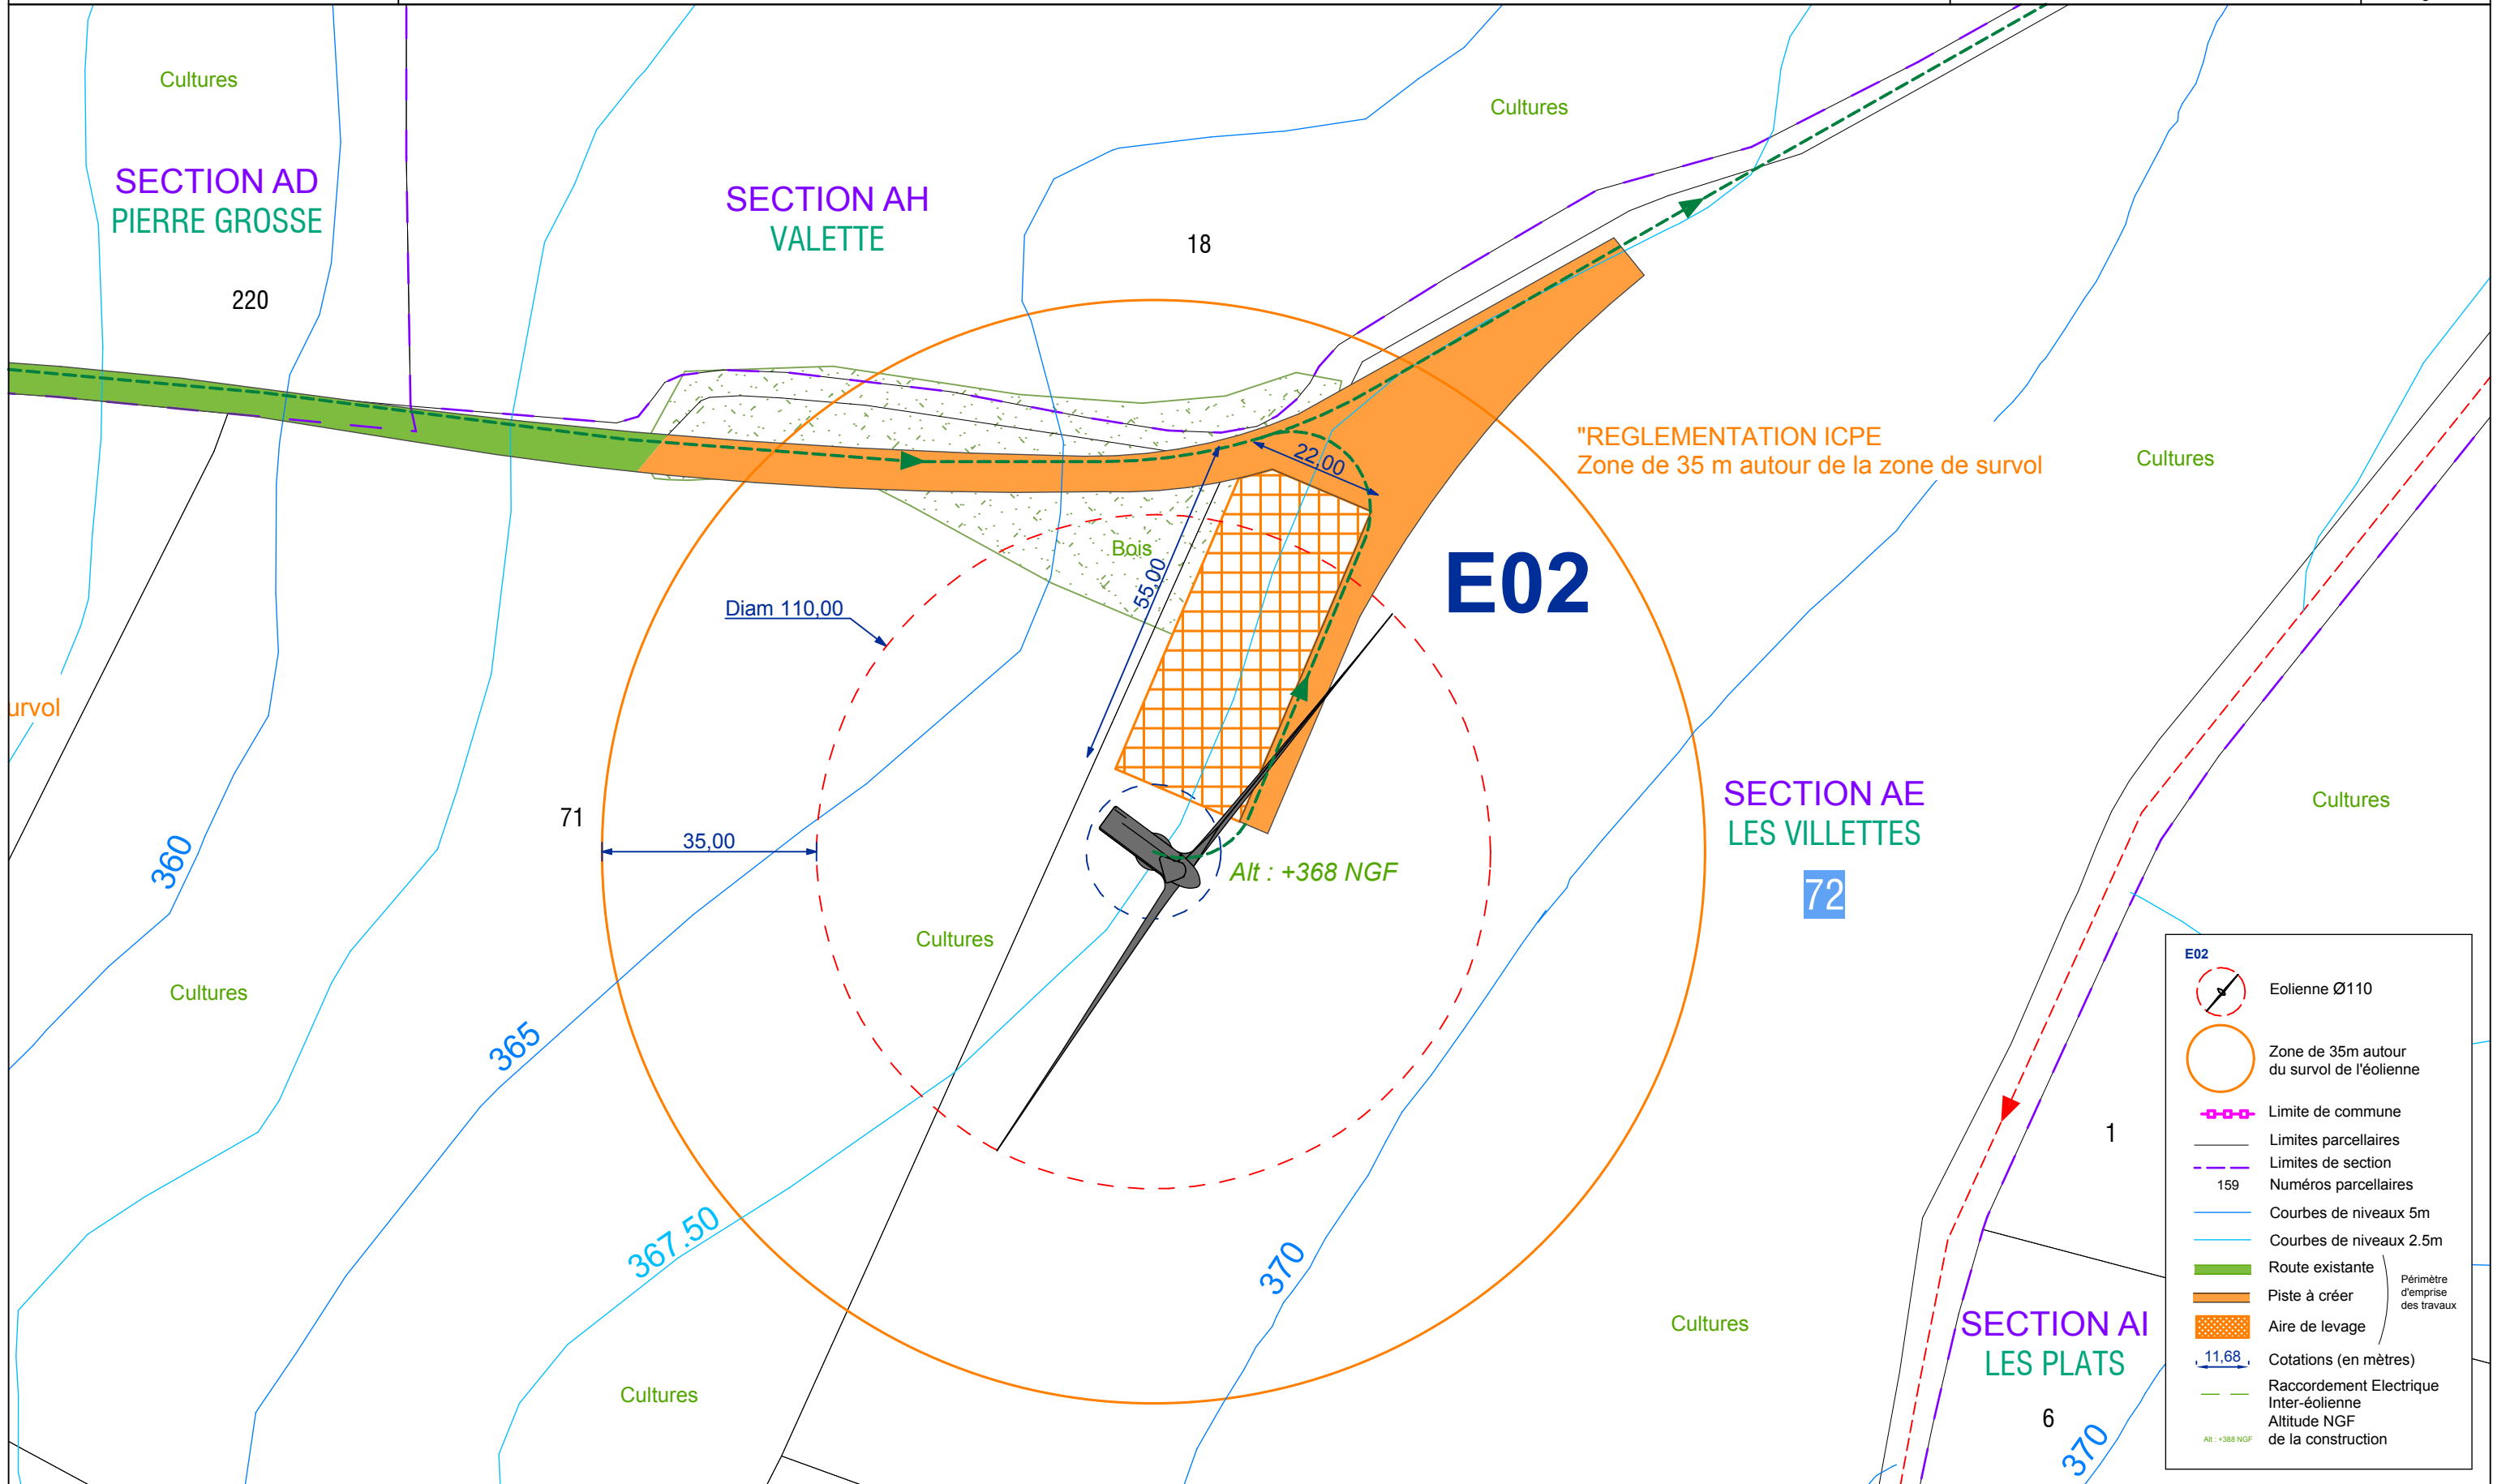 Cultures
Cultures
SECTION AD
PIERRE GROSSE
SECTION AH
VALETTE
18
220
"REGLEMENTATION ICPE
Zone de 35 m autour de la zone de survol
Cultures
22,00
Bois
55,00
E02
Diam 110,00
urvol
71
35,00
SECTION AE
LES VILLETTES
72
Cultures
360
Alt : +368 NGF
Cultures
Cultures
365
367.50
370
1
Cultures
SECTION AI
LES PLATS
Cultures
6
370
E02
Eolienne Ø110
Zone de 35m autour
du survol de l'éolienne
Limite de commune
Limites parcellaires
Limites de section
159 Numéros parcellaires
Courbes de niveaux 5m
Courbes de niveaux 2.5m
Route existante
Piste à créer
Aire de levage
Périmètre
d'emprise
des travaux
11,68 Cotations (en mètres)
Raccordement Electrique
Inter-éolienne
Altitude NGF
Alt : +388 NGF de la construction